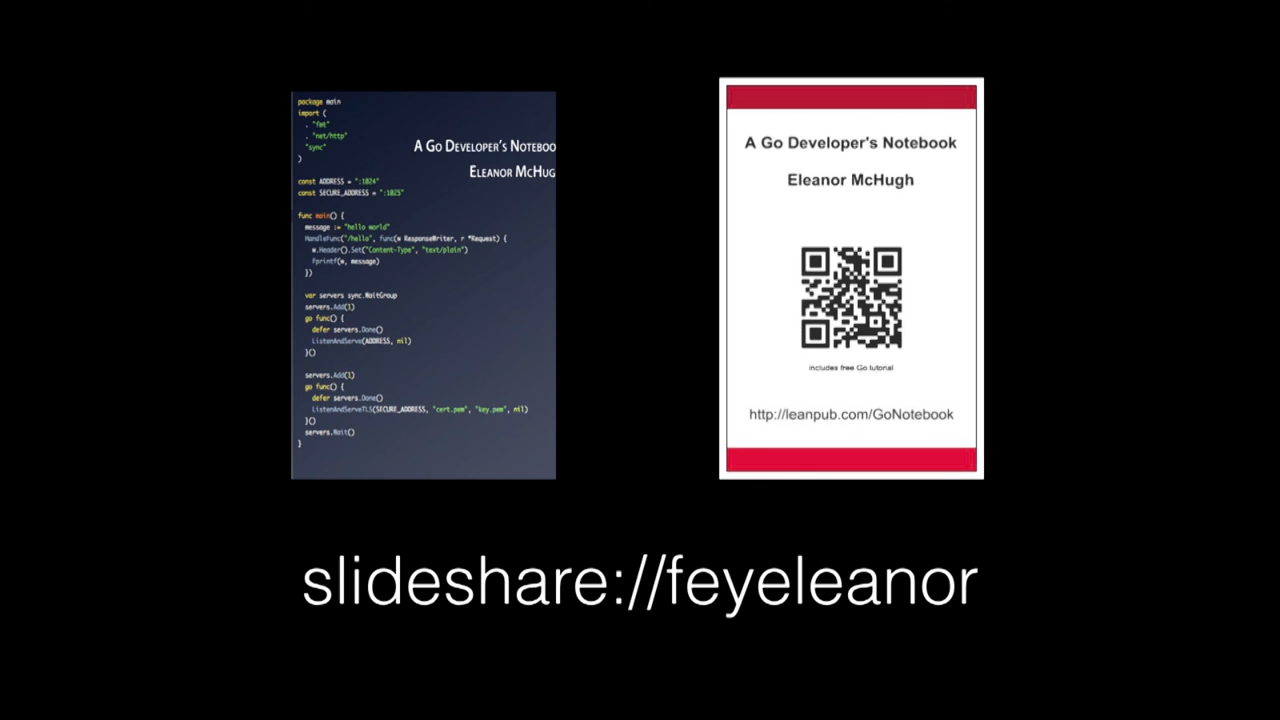 package main
import (
. "fmt"
. "net/http"
"sync"
)
const ADDRESS = ":1024"
const SECURE_ADDRESS = ":1025"
func main() {
message := "hello world"
HandleFunc("/hello", func(w ResponseWriter, r *Request) {
w.Header().Set("Content-Type", "text/plain")
Fprintf(w, message)
})
var servers sync.WaitGroup
servers.Add(1)
go func() {
defer servers.Done()
ListenAndServe(ADDRESS, nil)
}()
servers.Add(1)
go func() {
defer servers.Done()
ListenAndServeTLS(SECURE_ADDRESS, "cert.pem", "key.pem", nil)
}()
servers.Wait()
}
A Go Developer's Noteboo
Eleanor McHug
A Go Developer's Notebook
Eleanor McHugh
includes free Go tutorial
http://leanpub.com/GoNotebook
slideshare://feyeleanor